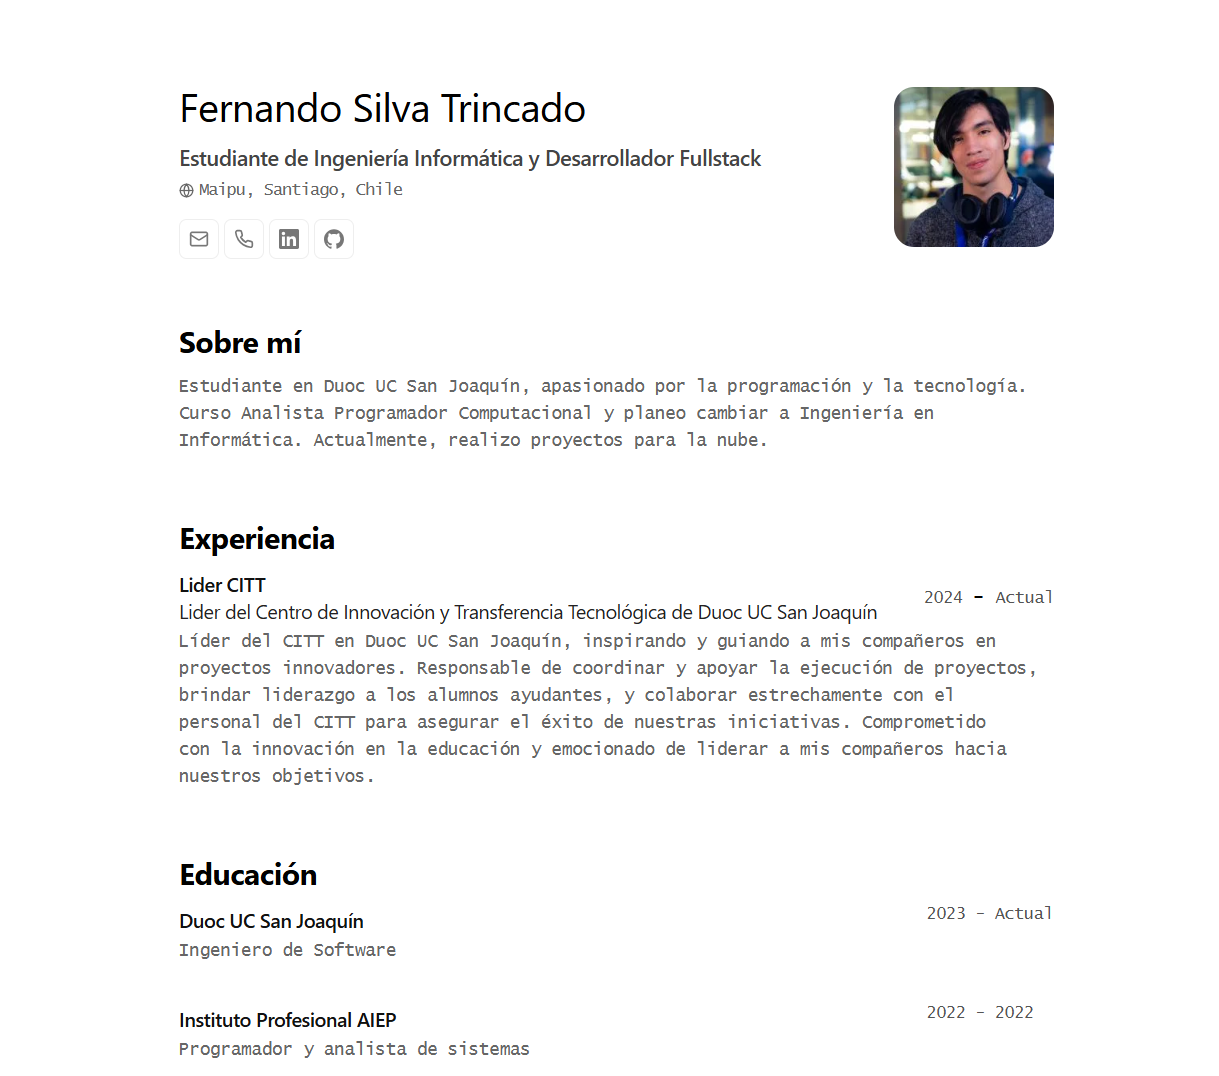 Fernando Silva Trincado
Estudiante de Ingeniería Informática y Desarrollador Fullstack
Maipu, Santiago, Chile
in
Sobre mí
Estudiante en Duoc UC San Joaquín, apasionado por la programación y la tecnología.
Curso Analista Programador Computacional y planeo cambiar a Ingeniería en
Informática. Actualmente, realizo proyectos para la nube.
Experiencia
Lider CITT
2024 - Actual
Lider del Centro de Innovación y Transferencia Tecnológica de Duoc UC San Joaquín
Líder del CITT en Duoc UC San Joaquín, inspirando y guiando a mis compañeros en
proyectos innovadores. Responsable de coordinar y apoyar la ejecución de proyectos,
brindar liderazgo a los alumnos ayudantes, y colaborar estrechamente con el
personal del CITT para asegurar el éxito de nuestras iniciativas. Comprometido
con la innovación en la educación y emocionado de liderar a mis compañeros hacia
nuestros objetivos.
Educación
Duoc UC San Joaquín
2023 - Actual
Ingeniero de Software
Instituto Profesional AIEP
2022 - 2022
Programador y analista de sistemas